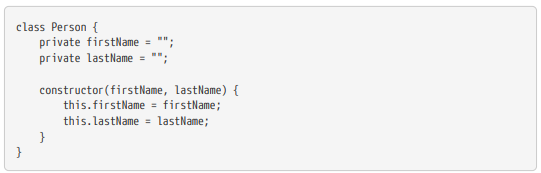 class Person {
    private firstName = "";
    private lastName = "";

    constructor(firstName, lastName) {
        this.firstName = firstName;
        this.lastName = lastName;
    }
}